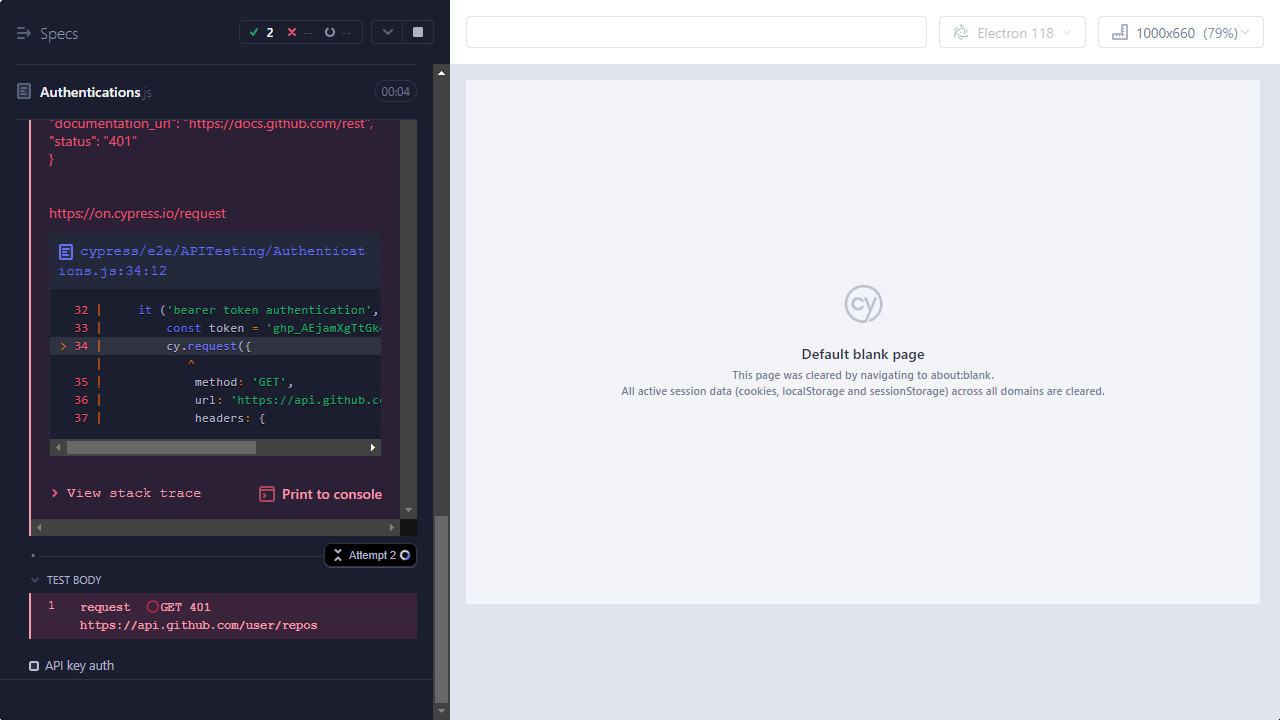 Specs
2
--
--
Electron 118
1000x660 (79%)
Authentications.js
00:04
"documentation_url": "https://docs.github.com/rest",
"status": "401"
}
https://on.cypress.io/request
cypress/e2e/APITesting/Authenticat
ions.js:34:12
32 | it ('bearer token authentication',
33 | const token = 'ghp_AEjamXgTtGk
> 34 | cy.request({
| ^
35 | method: 'GET',
36 | url: 'https://api.github.c
37 | headers: {
View stack trace
Print to console
Attempt 2
TEST BODY
1 request GET 401
https://api.github.com/user/repos
API key auth
cy
Default blank page
This page was cleared by navigating to about:blank.
All active session data (cookies, localStorage and sessionStorage) across all domains are cleared.